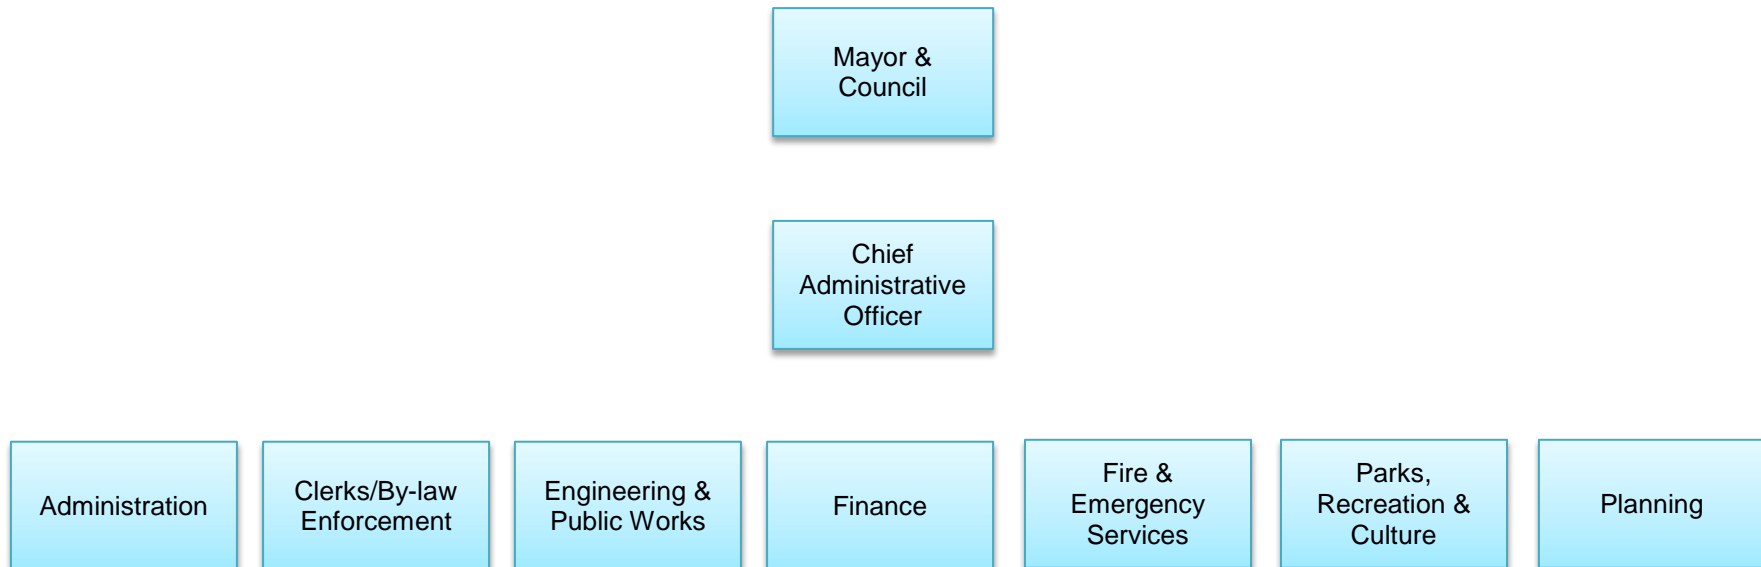 Mayor &
Council
Chief
Administrative
Officer
Administration
Clerks/By-law
Enforcement
Engineering &
Public Works
Finance
Fire &
Emergency
Services
Parks,
Recreation &
Culture
Planning